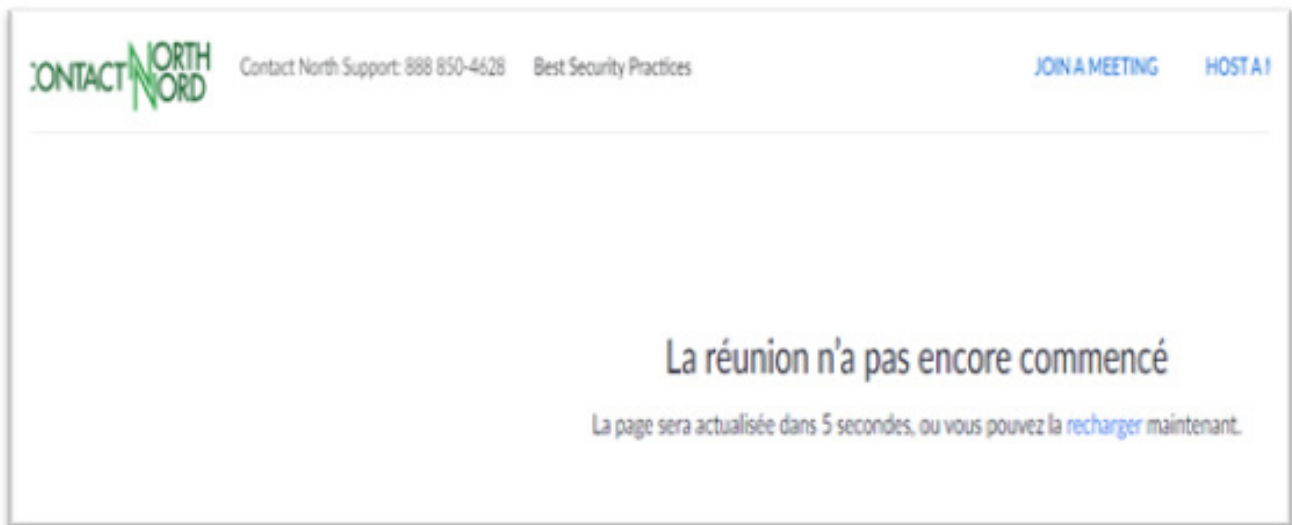 CONTACT NORTH
NORD
Contact North Support: 888 850-4628 Best Security Practices JOIN A MEETING HOST A
La réunion n'a pas encore commencé
La page sera actualisée dans 5 secondes, ou vous pouvez la recharger maintenant.